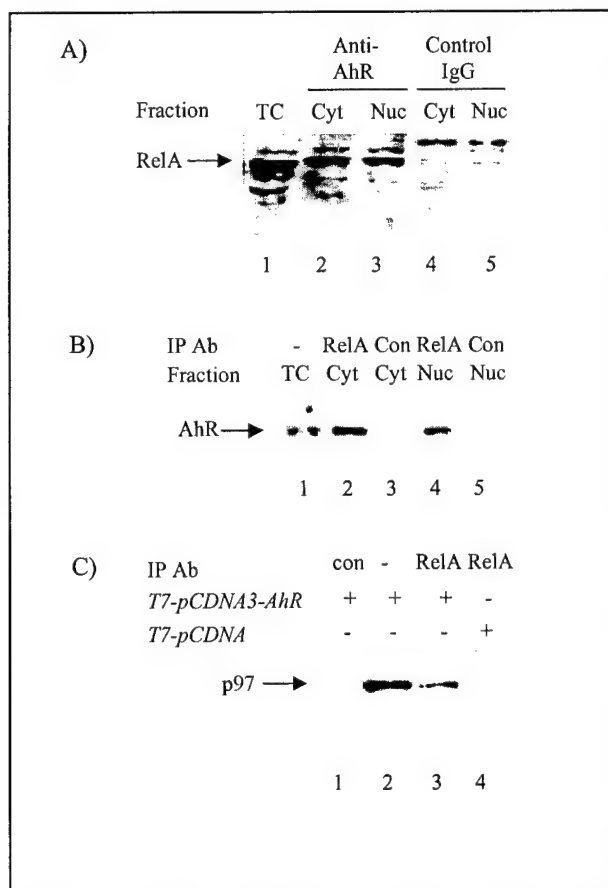 A)
Anti-AhR Control IgG
Fraction TC Cyt Nuc Cyt Nuc
RelA
1 2 3 4 5
B)
IP Ab - RelA Con RelA Con
Fraction TC Cyt Cyt Nuc Nuc
AhR
1 2 3 4 5
C)
IP Ab con - RelA RelA
T7-pCDNA3-AhR + + + -
T7-pCDNA - - - +
p97
1 2 3 4